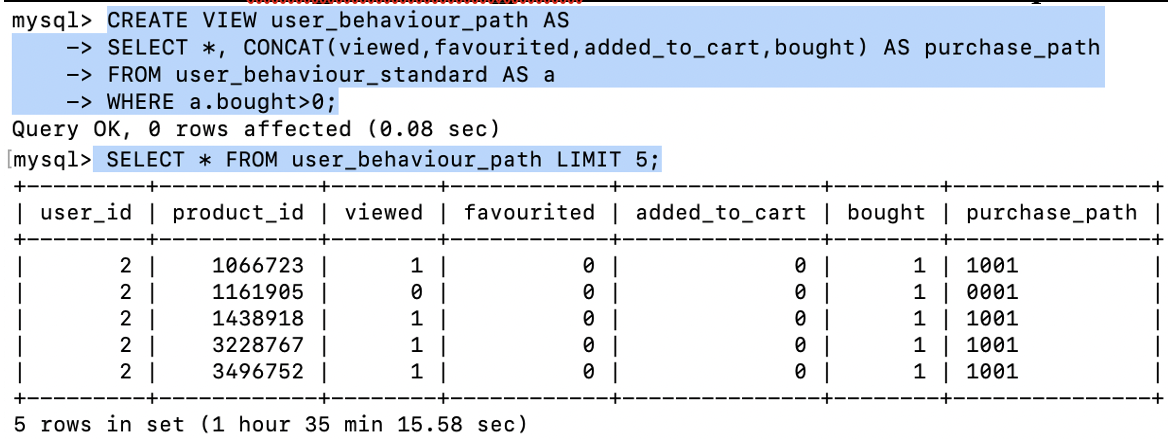 mysql> CREATE VIEW user_behaviour_path AS
    -> SELECT *, CONCAT(viewed,favourited,added_to_cart,bought) AS purchase_path
    -> FROM user_behaviour_standard AS a
    -> WHERE a.bought>0;
Query OK, 0 rows affected (0.08 sec)
[mysql> SELECT * FROM user_behaviour_path LIMIT 5;
+---------+------------+--------+------------+---------------+--------+---------------+
| user_id | product_id | viewed | favourited | added_to_cart | bought | purchase_path |
+---------+------------+--------+------------+---------------+--------+---------------+
|       2 |    1066723 |      1 |          0 |             0 |      1 | 1001          |
|       2 |    1161905 |      0 |          0 |             0 |      1 | 0001          |
|       2 |    1438918 |      1 |          0 |             0 |      1 | 1001          |
|       2 |    3228767 |      1 |          0 |             0 |      1 | 1001          |
|       2 |    3496752 |      1 |          0 |             0 |      1 | 1001          |
+---------+------------+--------+------------+---------------+--------+---------------+
5 rows in set (1 hour 35 min 15.58 sec)